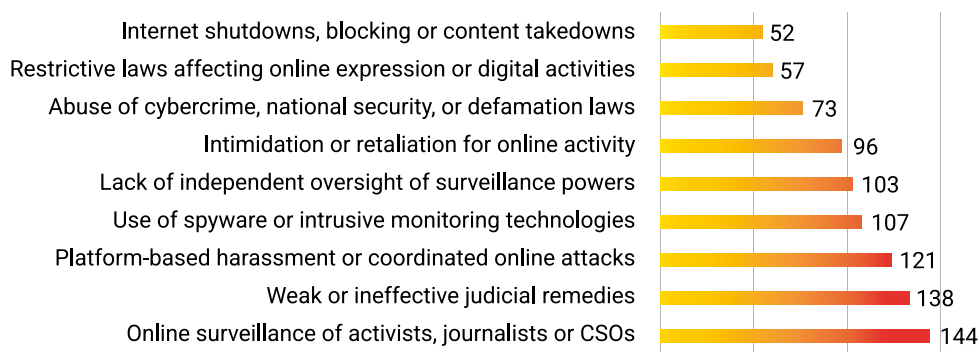 Internet shutdowns, blocking or content takedowns 52
Restrictive laws affecting online expression or digital activities 57
Abuse of cybercrime, national security, or defamation laws 73
Intimidation or retaliation for online activity 96
Lack of independent oversight of surveillance powers 103
Use of spyware or intrusive monitoring technologies 107
Platform-based harassment or coordinated online attacks 121
Weak or ineffective judicial remedies 138
Online surveillance of activists, journalists or CSOs 144